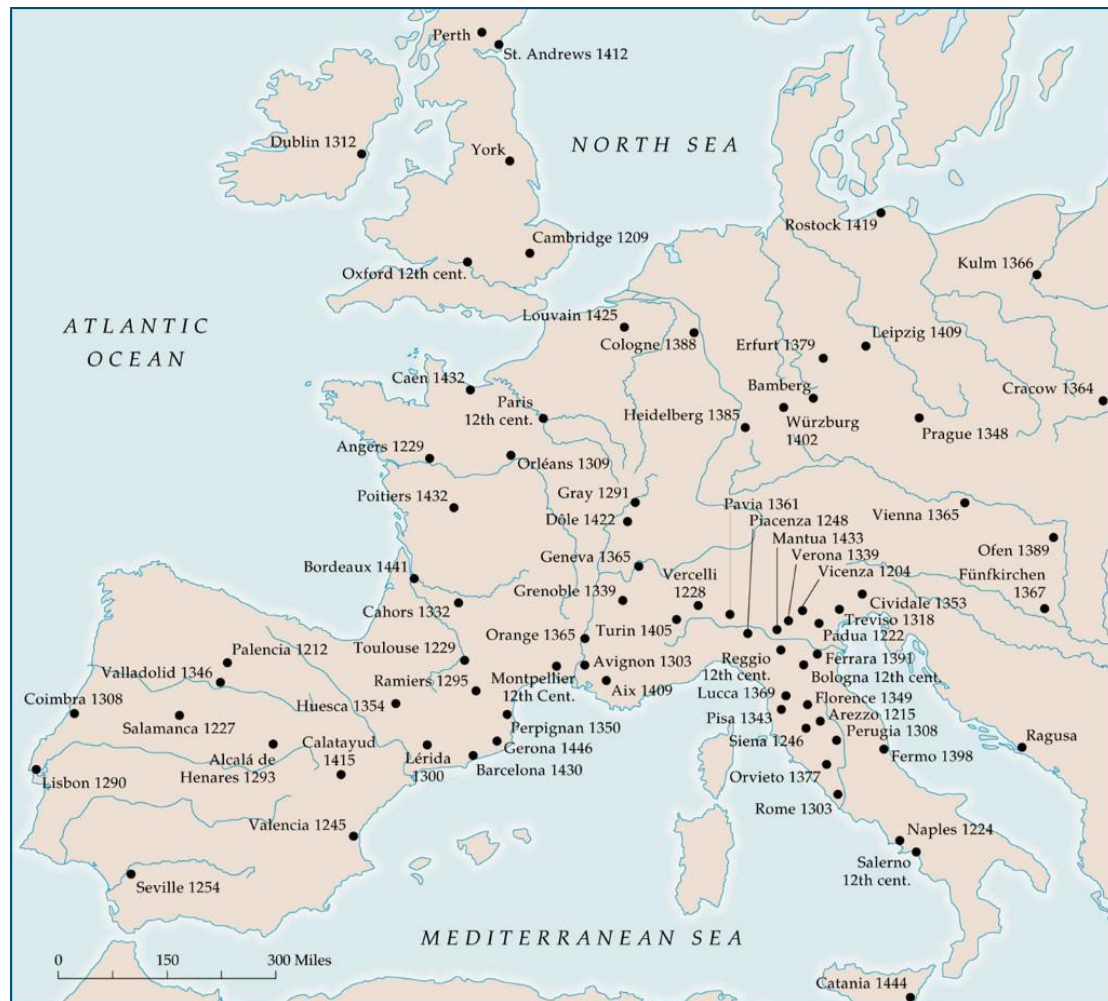 Perth
St. Andrews 1412
NORTH SEA
Dublin 1312
York
Rostock 1419
Cambridge 1209
Oxford 12th cent.
Kulm 1366
ATLANTIC
OCEAN
Louvain 1425
Cologne 1388
Leipzig 1409
Erfurt 1379
Bamberg
Caen 1432
Cracow 1364
Paris
12th cent.
Heidelberg 1385
Würzburg
1402
Prague 1348
Angers 1229
Orléans 1309
Poitiers 1432
Gray 1291
Pavia 1361
Piacenza 1248
Vienna 1365
Dôle 1422
Mantua 1433
Ofen 1389
Verona 1339
Geneva 1365
Bordeaux 1441
Vicenza 1204
Vercelli
1228
Fünfkirchen
1367
Grenoble 1339
Cividale 1353
Cahors 1332
Treviso 1318
Orange 1365
Turin 1405
Padua 1222
Palencia 1212
Toulouse 1229
Avignon 1303
Reggio
12th cent.
Ferrara 1391
Valladolid 1346
Ramiers 1295
Montpellier
12th Cent.
Bologna 12th cent.
Aix 1409
Coimbra 1308
Lucca 1369
Florence 1349
Huesca 1354
Salamanca 1227
Pisa 1343
Arezzo 1215
Perpignan 1350
Perugia 1308
Siena 1246
Calatayud
1415
Gerona 1446
Ragusa
Alcalá de
Henares 1293
Lérida
1300
Barcelona 1430
Fermo 1398
Lisbon 1290
Orvieto 1377
Rome 1303
Valencia 1245
Naples 1224
Salerno
12th cent.
Seville 1254
MEDITERRANEAN SEA
0 150 300 Miles
Catania 1444